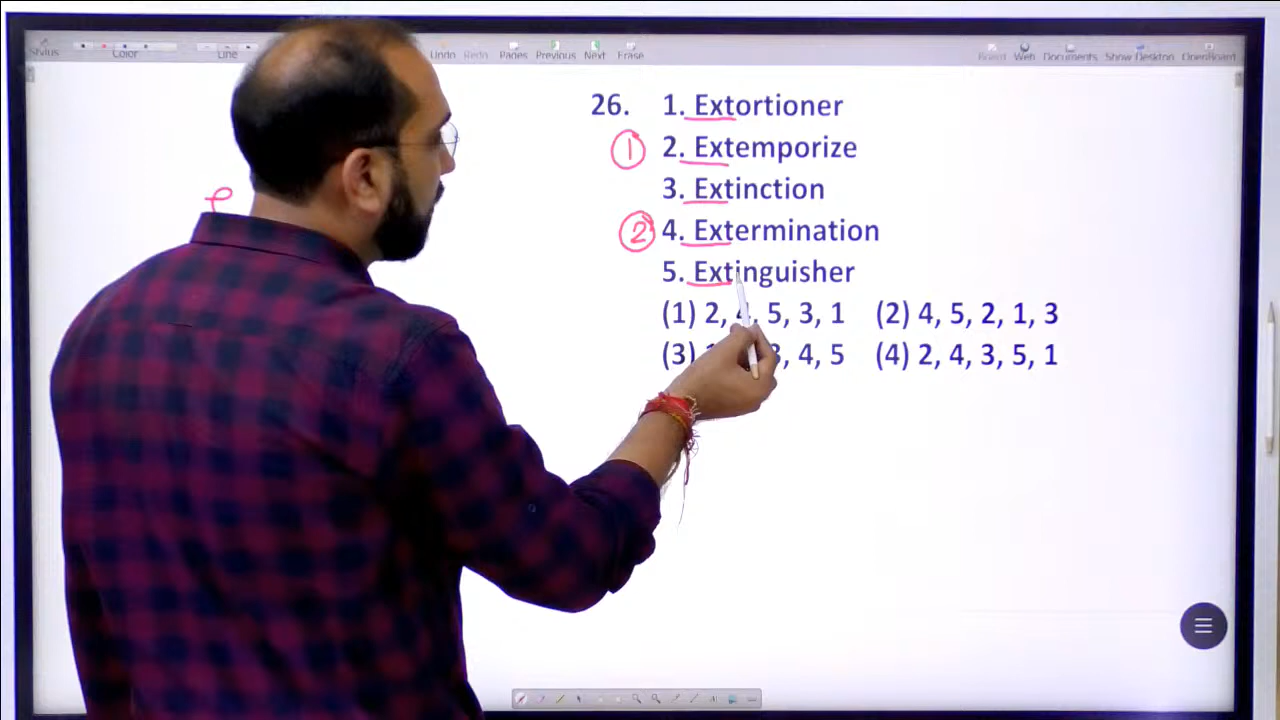 Stylus Color Line Undo Redo Pages Previous Next Erase Board Web Documents Show Desktop OpenBoard
26. 1. Extortioner
① 2. Extemporize
3. Extinction
② 4. Extermination
5. Extinguisher
(1) 2, 4, 5, 3, 1 (2) 4, 5, 2, 1, 3
(3) 3, 4, 5 (4) 2, 4, 3, 5, 1